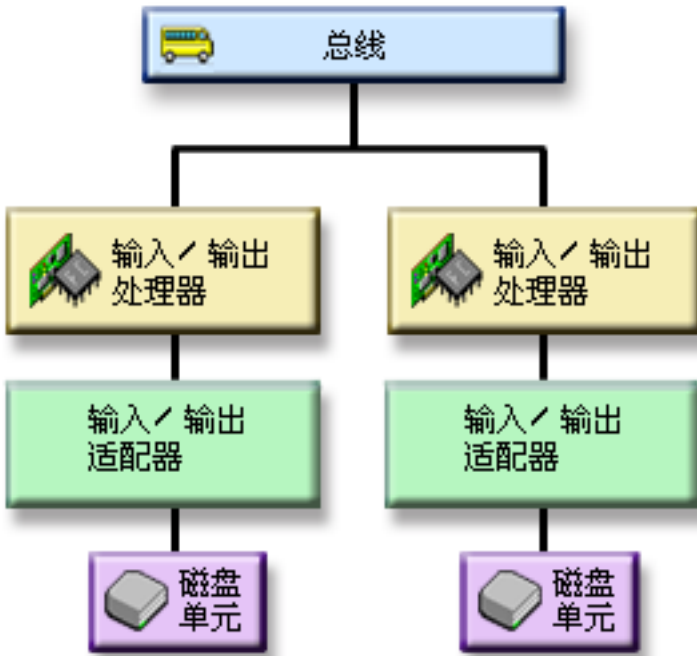 总线
输入／输出
处理器
输入／输出
处理器
输入／输出
适配器
输入／输出
适配器
磁盘
单元
磁盘
单元